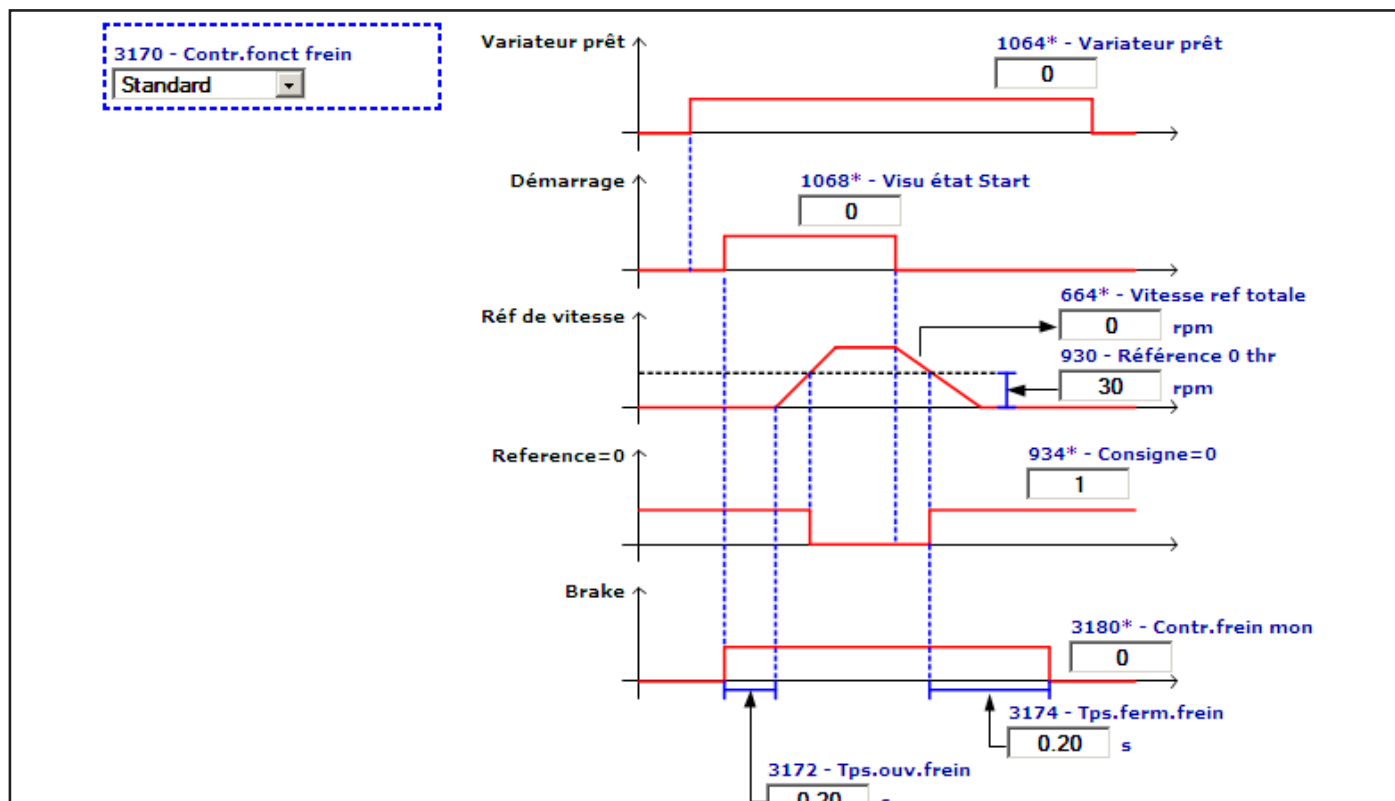 3170 - Contr.fonct frein
Standard
Variateur prêt
1064* - Variateur prêt
0
Démarrage
1068* - Visu état Start
0
Réf de vitesse
664* - Vitesse ref totale
0 rpm
930 - Référence 0 thr
30 rpm
Reference=0
934* - Consigne=0
1
Brake
3180* - Contr.frein mon
0
3174 - Tps.ferm.frein
0.20 s
3172 - Tps.ouv.frein
0.20 s